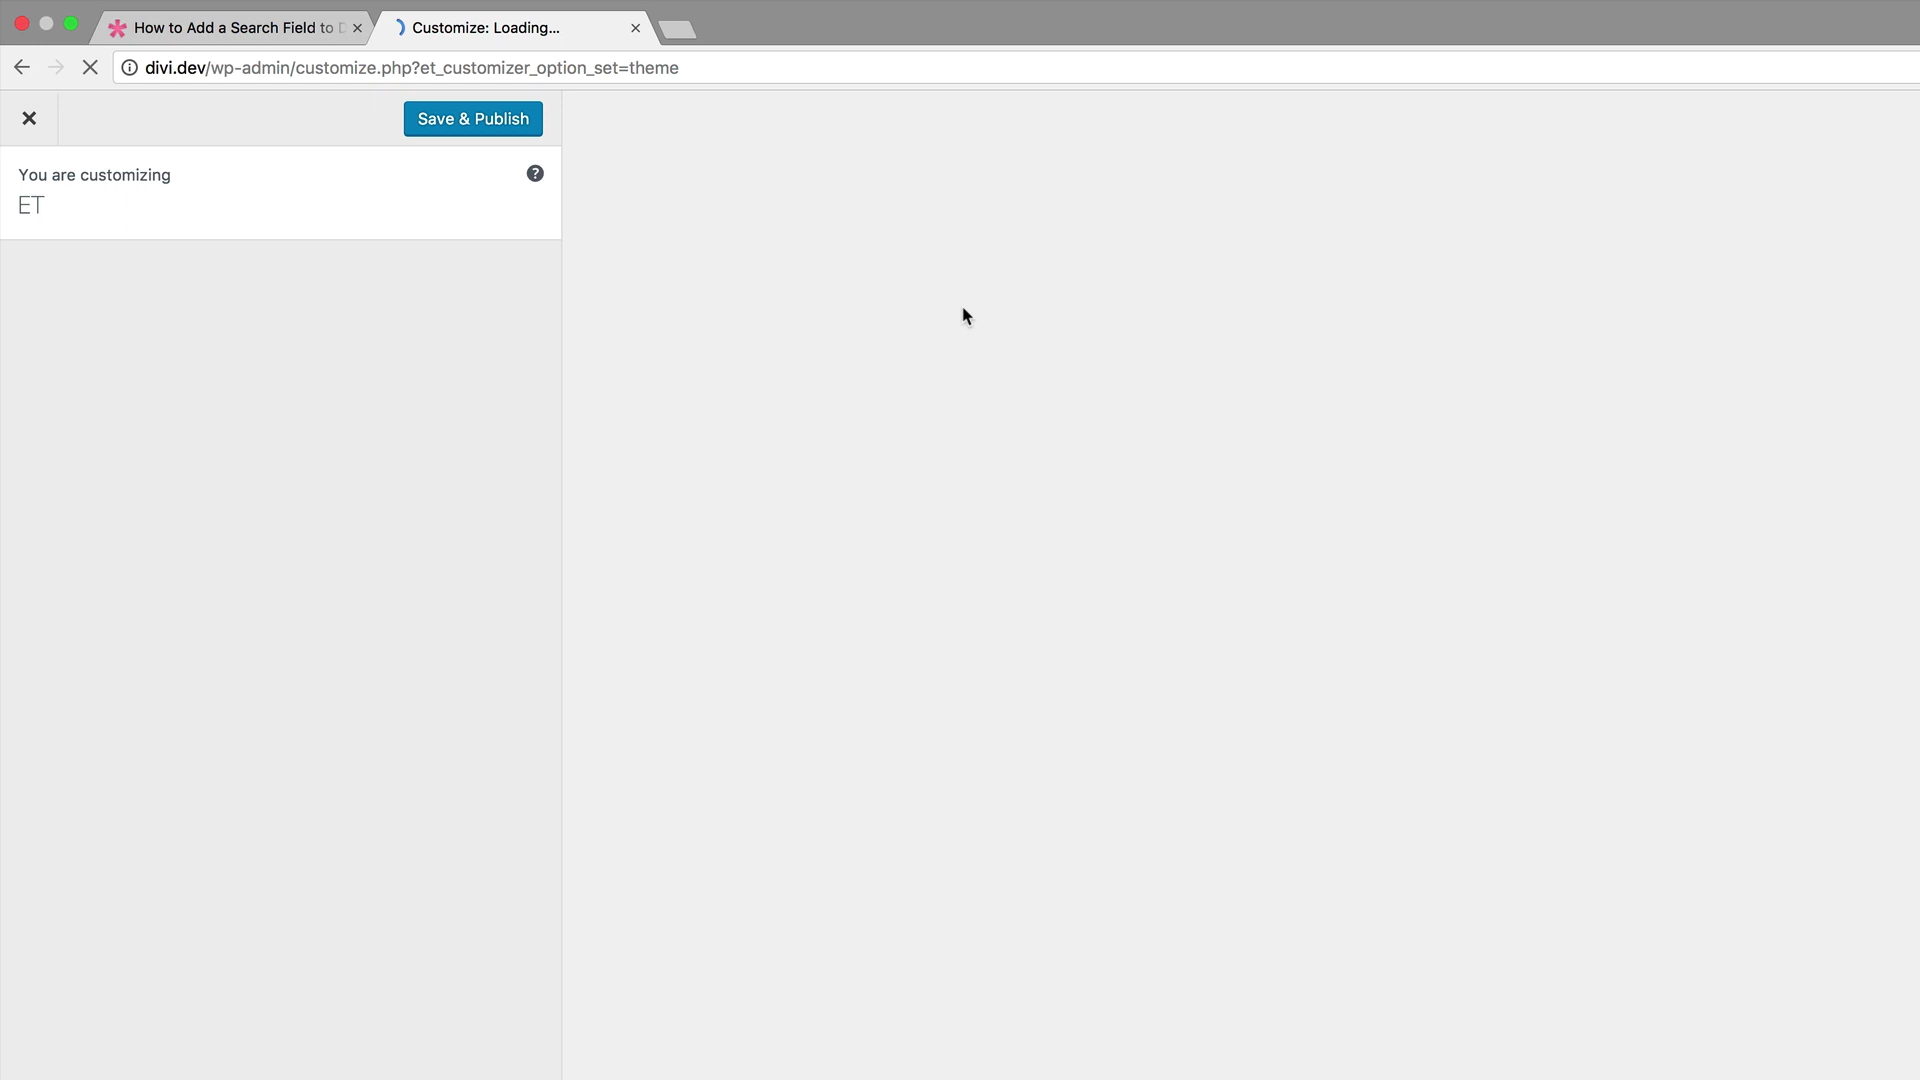 How to Add a Search Field to D
Customize: Loading...
divi.dev/wp-admin/customize.php?et_customizer_option_set=theme
Save & Publish
You are customizing
ET